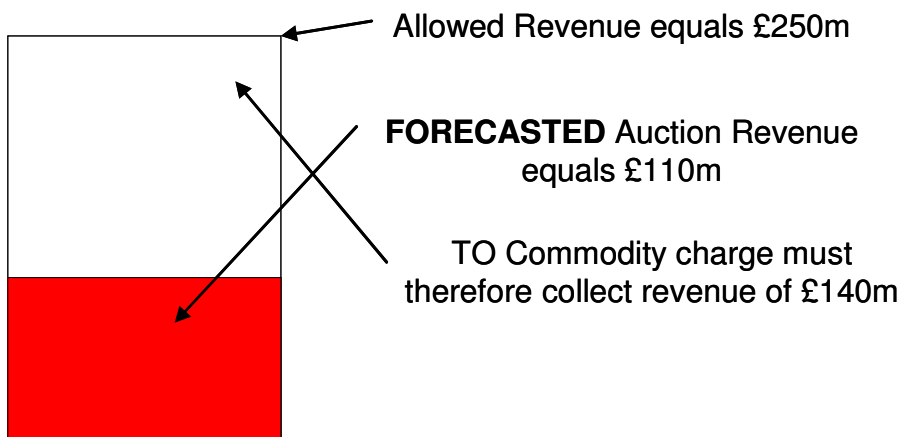 Allowed Revenue equals £250m
FORECASTED Auction Revenue
equals £110m
TO Commodity charge must
therefore collect revenue of £140m